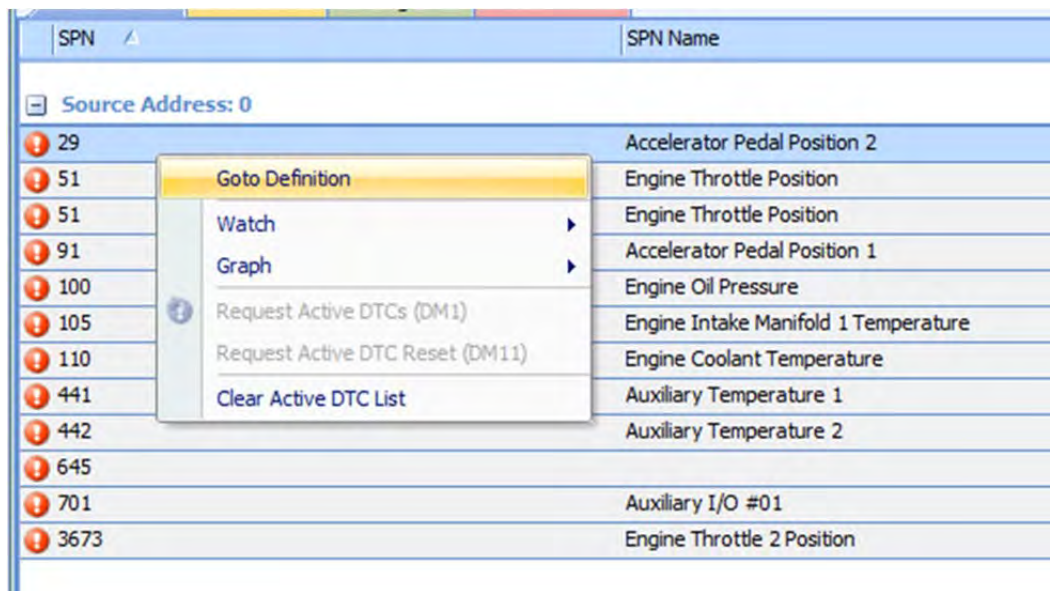 SPN SPN Name
Source Address: 0
29 Accelerator Pedal Position 2
Goto Definition
51 Engine Throttle Position
51 Engine Throttle Position
Watch
91 Accelerator Pedal Position 1
Graph
100 Engine Oil Pressure
Request Active DTCs (DM1)
105 Engine Intake Manifold 1 Temperature
Request Active DTC Reset (DM11)
110 Engine Coolant Temperature
441 Auxiliary Temperature 1
Clear Active DTC List
442 Auxiliary Temperature 2
645
701 Auxiliary I/O #01
3673 Engine Throttle 2 Position